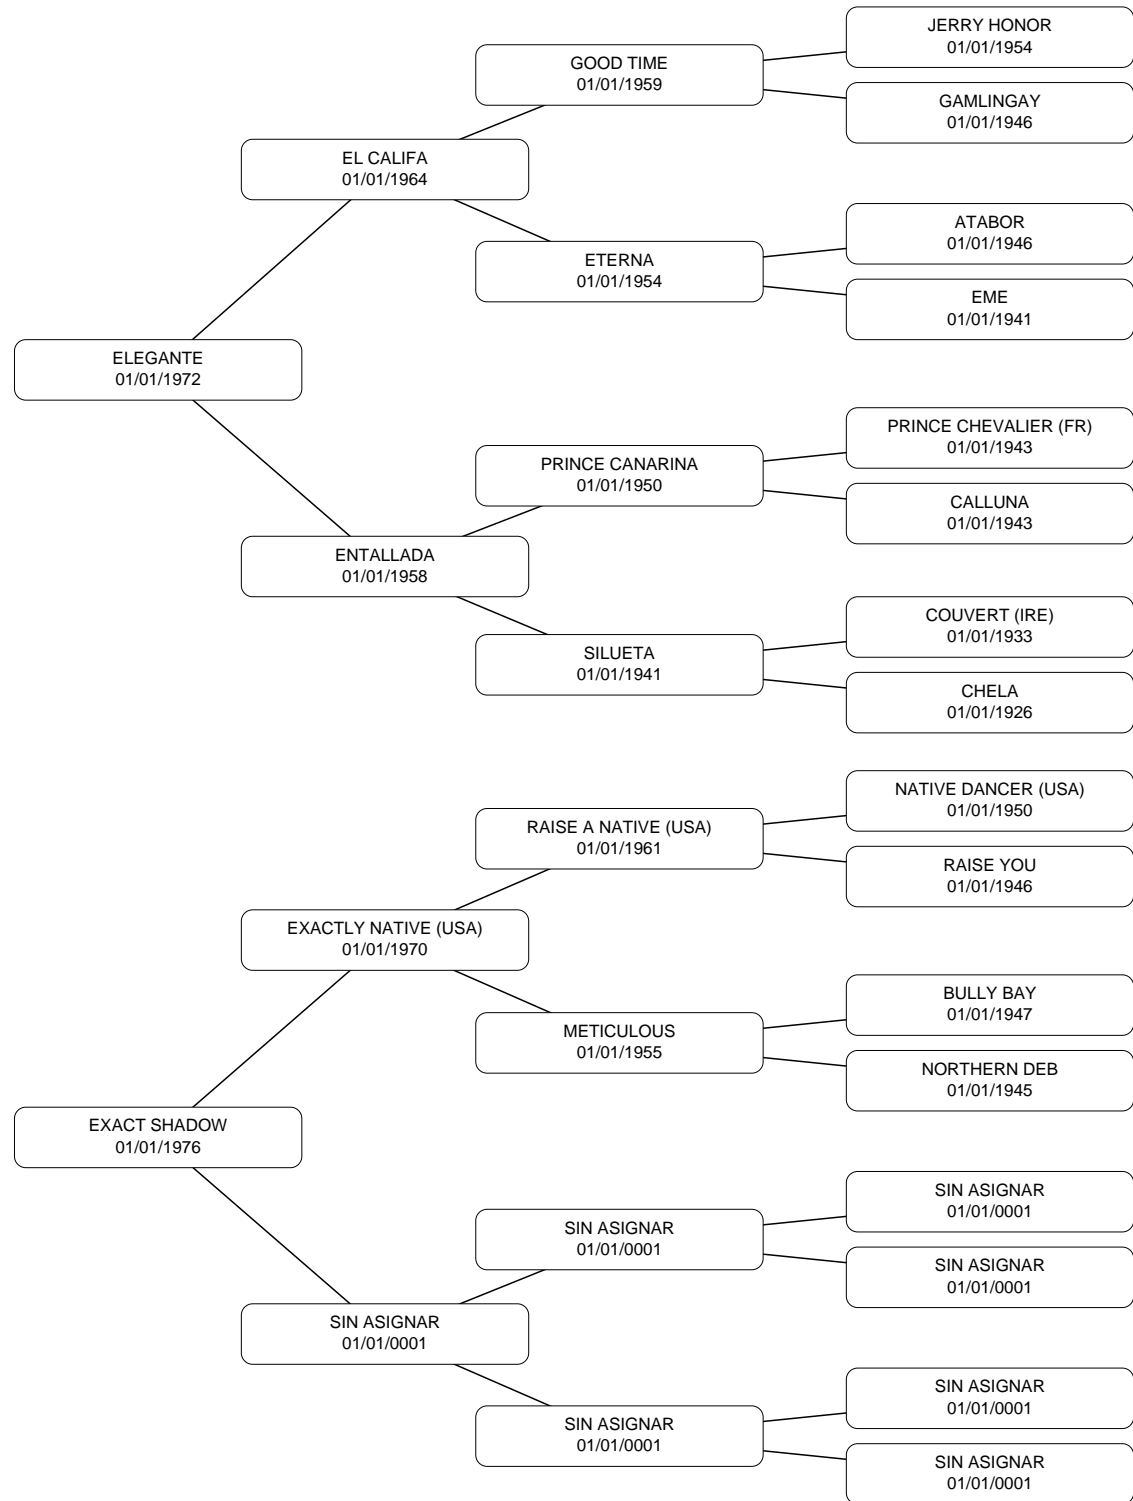 JERRY HONOR
01/01/1954
GOOD TIME
01/01/1959
GAMLINGAY
01/01/1946
EL CALIFA
01/01/1964
ATABOR
01/01/1946
ETERNA
01/01/1954
EME
01/01/1941
ELEGANTE
01/01/1972
PRINCE CHEVALIER (FR)
01/01/1943
PRINCE CANARINA
01/01/1950
CALLUNA
01/01/1943
ENTALLADA
01/01/1958
COUVERT (IRE)
01/01/1933
SILUETA
01/01/1941
CHELA
01/01/1926
NATIVE DANCER (USA)
01/01/1950
RAISE A NATIVE (USA)
01/01/1961
RAISE YOU
01/01/1946
EXACTLY NATIVE (USA)
01/01/1970
BULLY BAY
01/01/1947
METICULOUS
01/01/1955
NORTHERN DEB
01/01/1945
EXACT SHADOW
01/01/1976
SIN ASIGNAR
01/01/0001
SIN ASIGNAR
01/01/0001
SIN ASIGNAR
01/01/0001
SIN ASIGNAR
01/01/0001
SIN ASIGNAR
01/01/0001
SIN ASIGNAR
01/01/0001
SIN ASIGNAR
01/01/0001